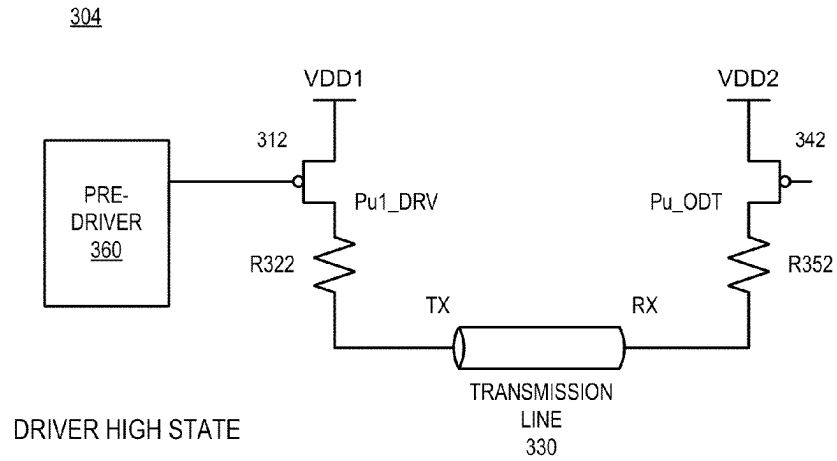 304
VDD1
VDD2
312
342
PRE-
DRIVER
360
Pu1_DRV
Pu_ODT
R322
R352
TX
RX
TRANSMISSION
LINE
330
DRIVER HIGH STATE